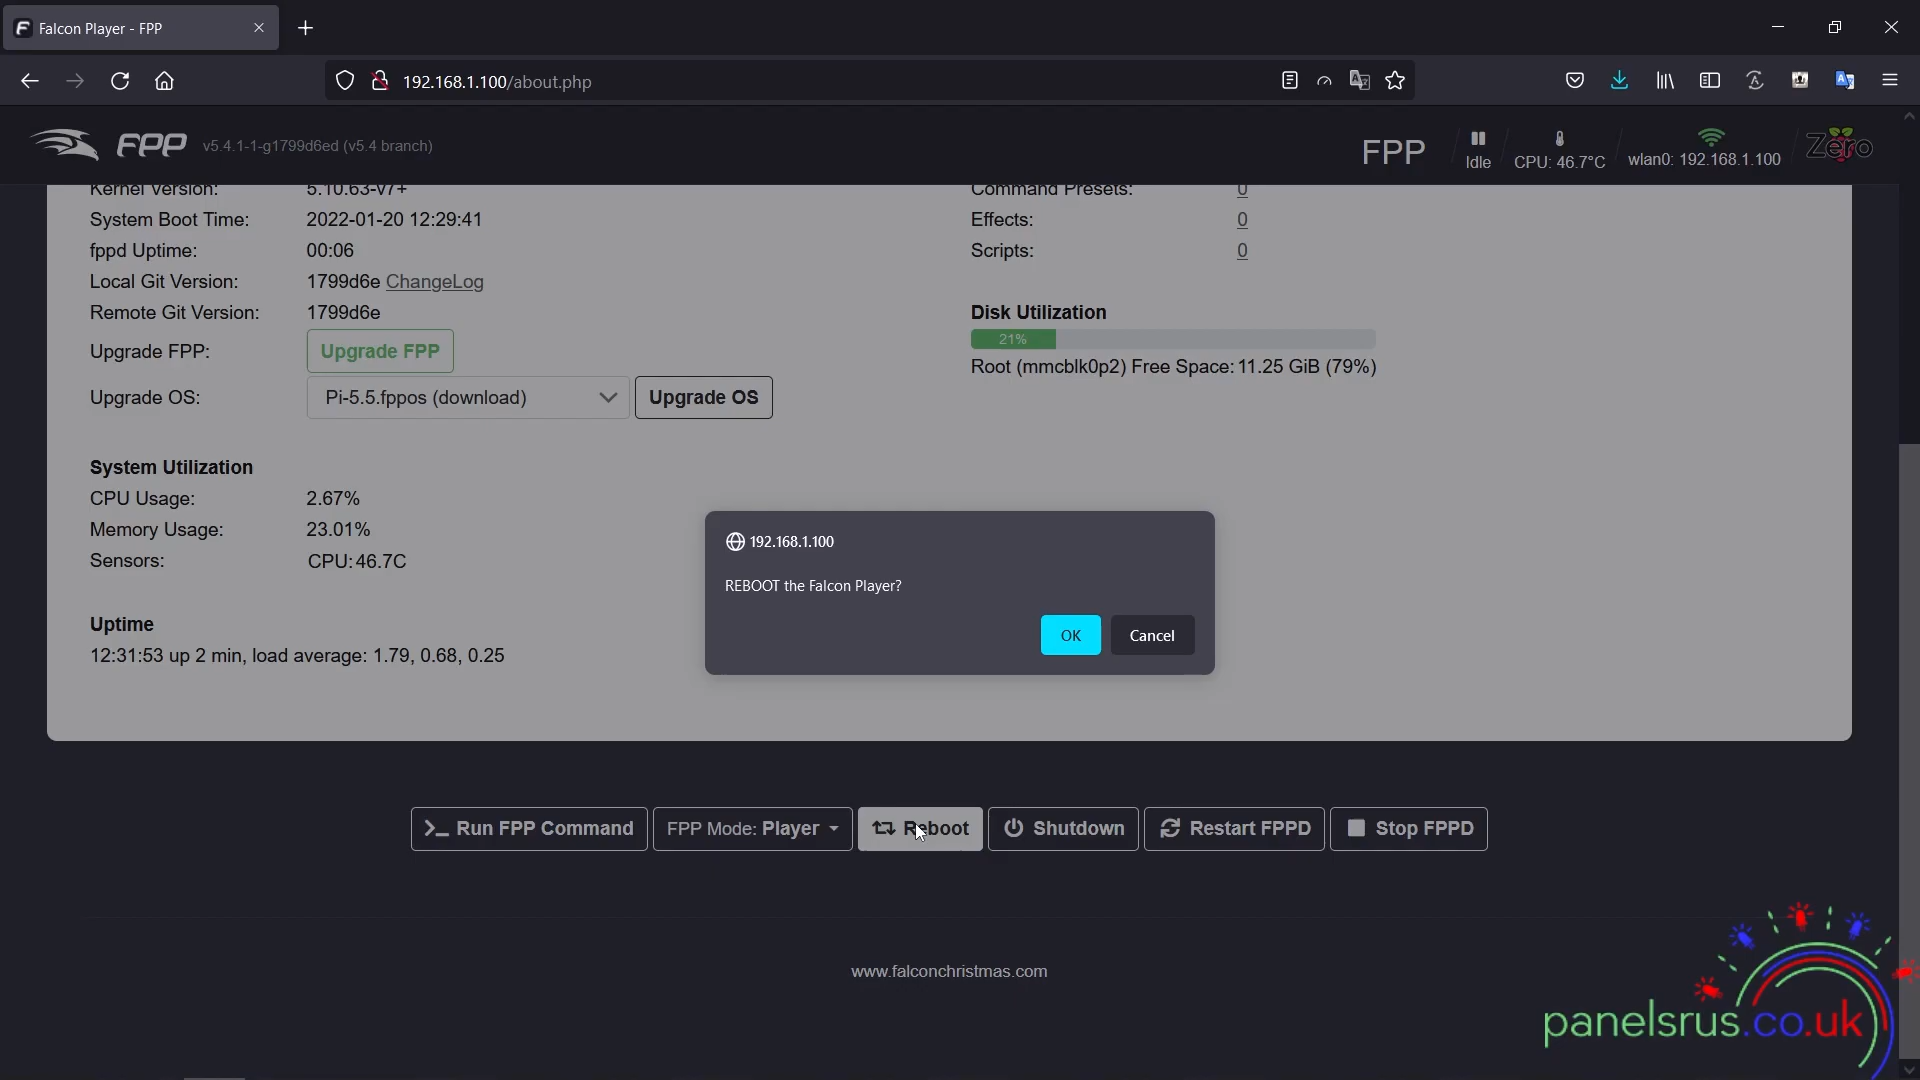 Falcon Player - FPP
192.168.1.100/about.php
FPP v5.4.1-1-g1799d6ed (v5.4 branch)
FPP
Idle
CPU: 46.7°C
wlan0: 192.168.1.100
Zero
Kernel Version: 5.10.63-v7+
System Boot Time: 2022-01-20 12:29:41
fppd Uptime: 00:06
Local Git Version: 1799d6e ChangeLog
Remote Git Version: 1799d6e
Upgrade FPP: Upgrade FPP
Upgrade OS: Pi-5.5.fppos (download) Upgrade OS
System Utilization
CPU Usage: 2.67%
Memory Usage: 23.01%
Sensors: CPU: 46.7C
Uptime
12:31:53 up 2 min, load average: 1.79, 0.68, 0.25
Command Presets: 0
Effects: 0
Scripts: 0
Disk Utilization
21%
Root (mmcblk0p2) Free Space: 11.25 GiB (79%)
192.168.1.100
REBOOT the Falcon Player?
OK Cancel
Run FPP Command FPP Mode: Player Reboot Shutdown Restart FPPD Stop FPPD
www.falconchristmas.com
panelsrus.co.uk